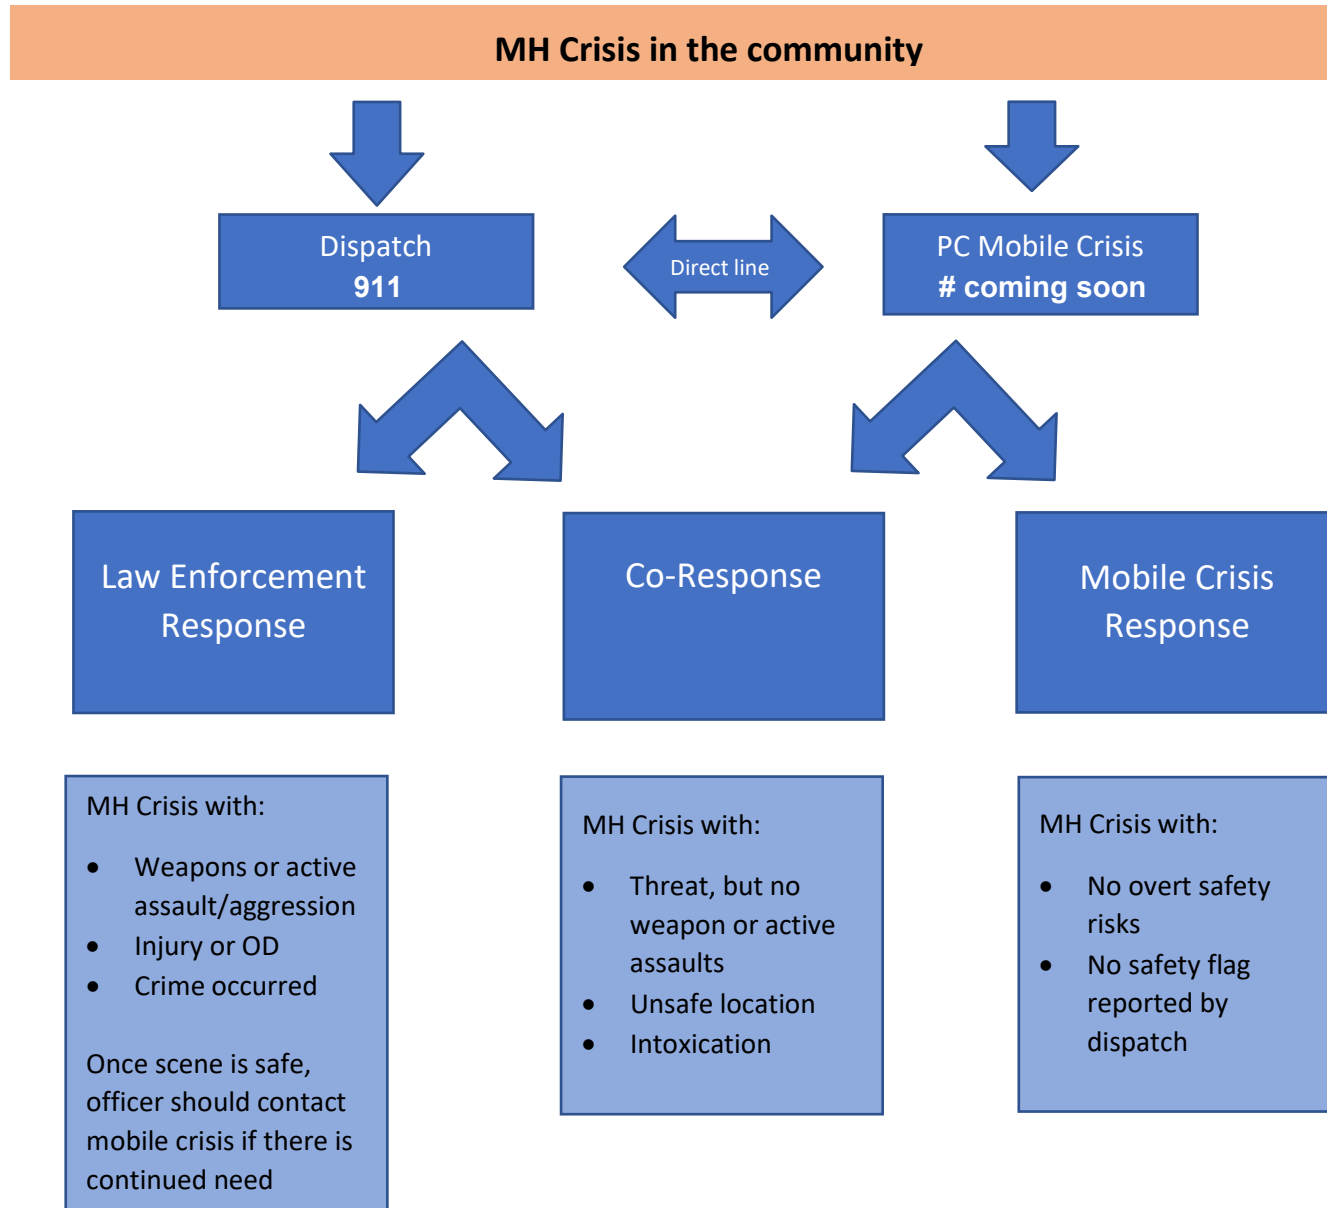 MH Crisis in the community
Dispatch
911
Direct line
PC Mobile Crisis
# coming soon
Law Enforcement
Response
Co-Response
Mobile Crisis
Response
MH Crisis with:
• Weapons or active
assault/aggression
• Injury or OD
• Crime occurred
Once scene is safe,
officer should contact
mobile crisis if there is
continued need
MH Crisis with:
• Threat, but no
weapon or active
assaults
• Unsafe location
• Intoxication
MH Crisis with:
• No overt safety
risks
• No safety flag
reported by
dispatch